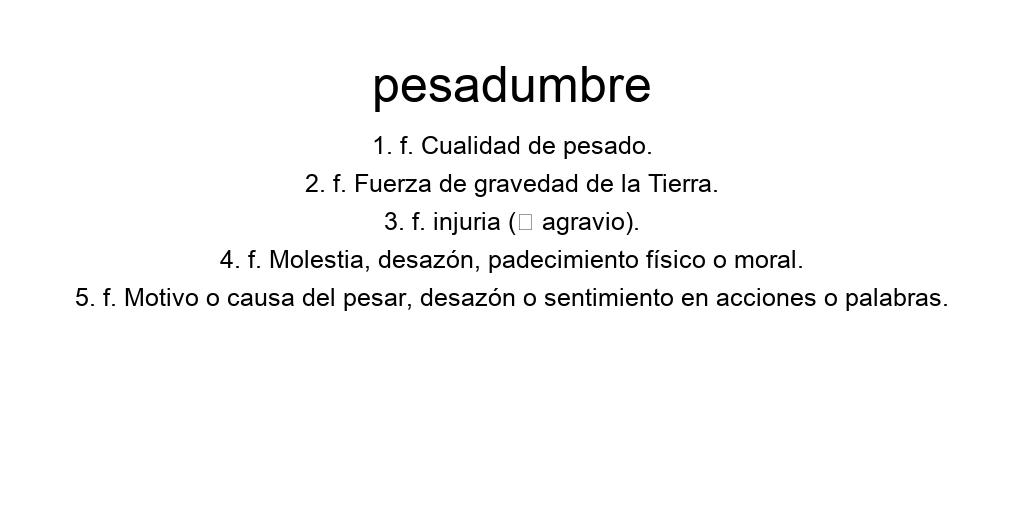 pesadumbre
1. f. Cualidad de pesado.
2. f. Fuerza de gravedad de la Tierra.
3. f. injuria (□ agravio).
4. f. Molestia, desazón, padecimiento físico o moral.
5. f. Motivo o causa del pesar, desazón o sentimiento en acciones o palabras.